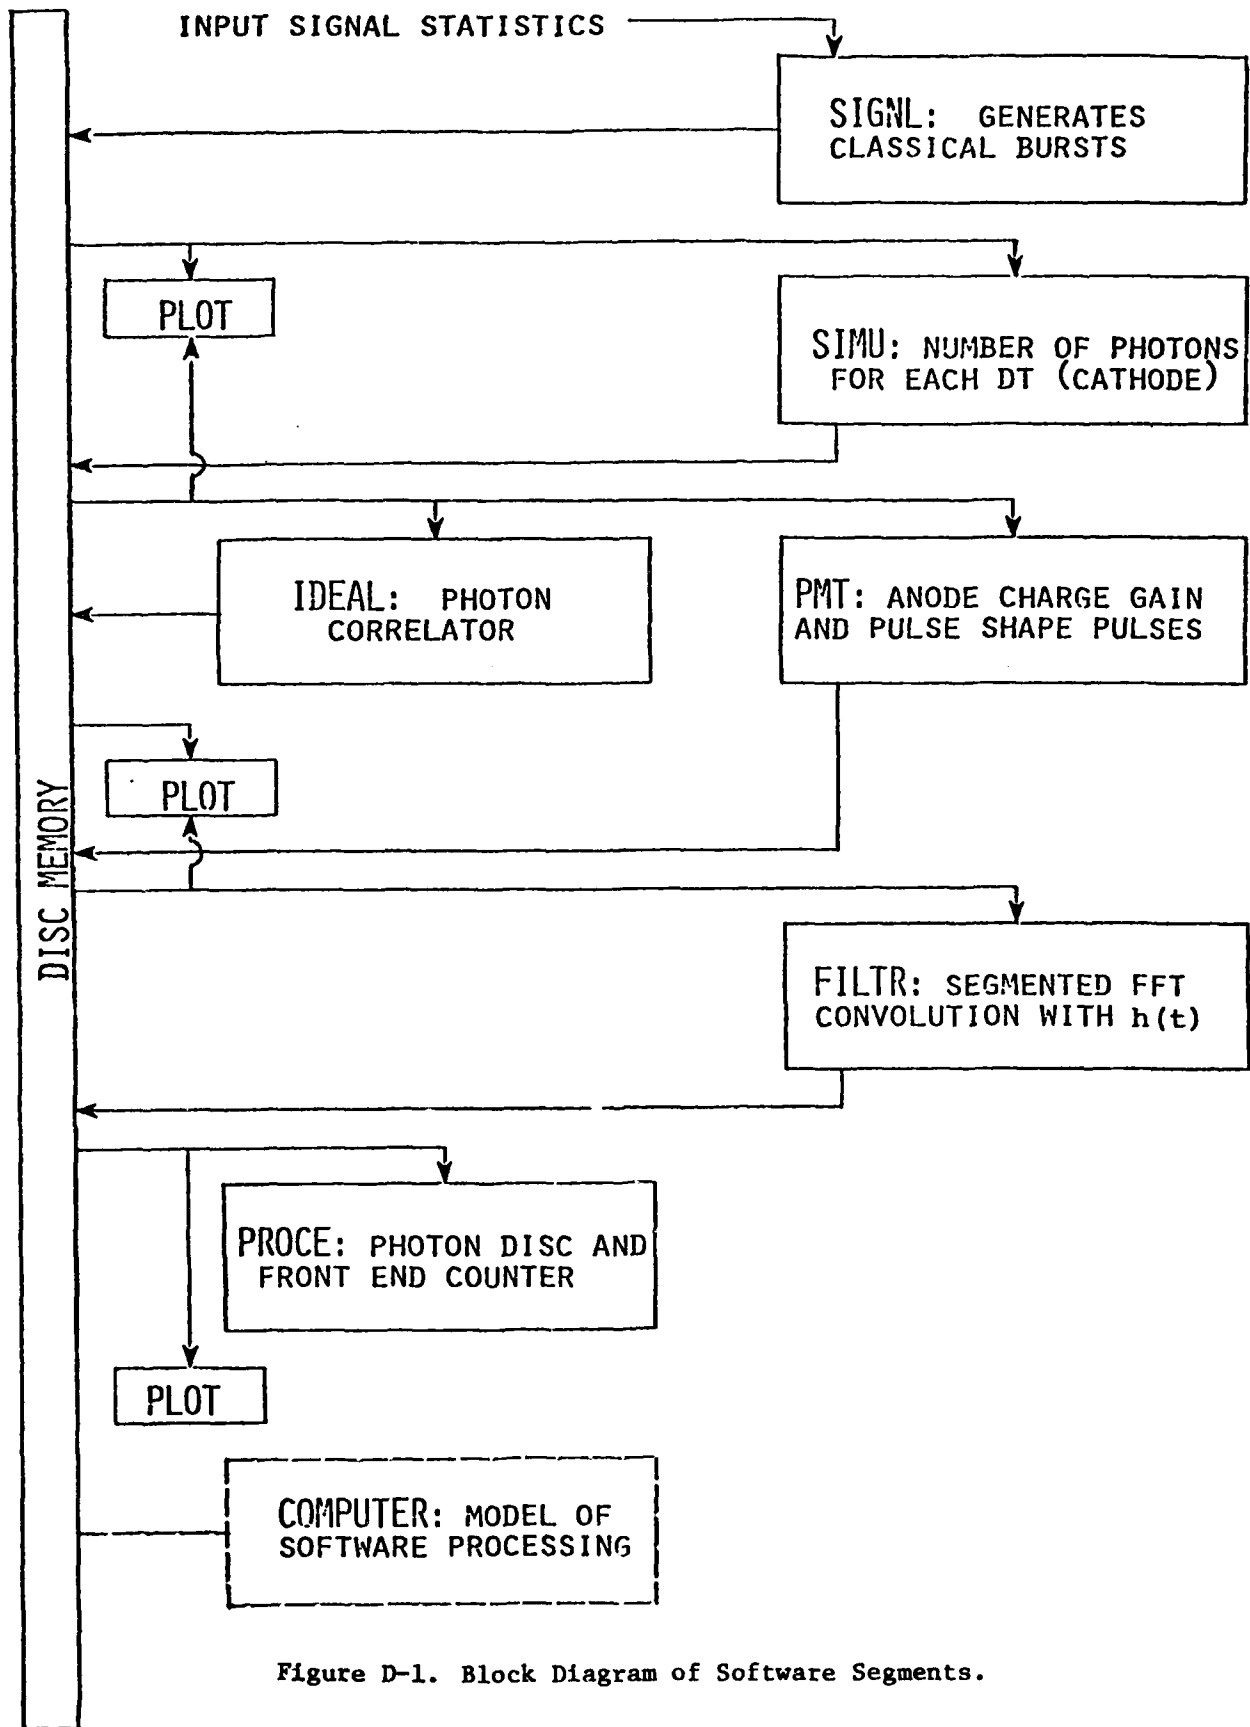 INPUT SIGNAL STATISTICS
SIGNL: GENERATES
CLASSICAL BURSTS
PLOT
SIMU: NUMBER OF PHOTONS
FOR EACH DT (CATHODE)
IDEAL: PHOTON
CORRELATOR
PMT: ANODE CHARGE GAIN
AND PULSE SHAPE PULSES
PLOT
DISC MEMORY
FILTR: SEGMENTED FFT
CONVOLUTION WITH h(t)
PROCE: PHOTON DISC AND
FRONT END COUNTER
PLOT
COMPUTER: MODEL OF
SOFTWARE PROCESSING
Figure D-1. Block Diagram of Software Segments.